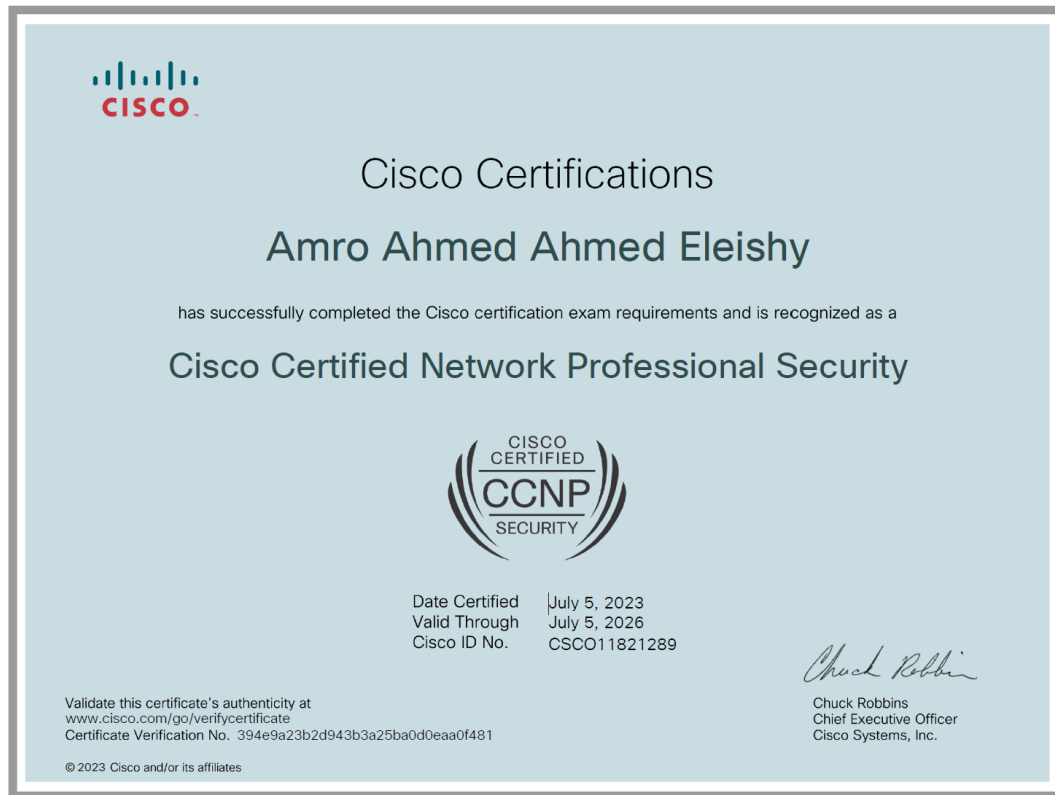 CISCO
Cisco Certifications
Amro Ahmed Ahmed Eleishy
has successfully completed the Cisco certification exam requirements and is recognized as a
Cisco Certified Network Professional Security
CISCO
CERTIFIED
CCNP
SECURITY
Date Certified July 5, 2023
Valid Through July 5, 2026
Cisco ID No. CSCO11821289
Chuck Robbins
Validate this certificate's authenticity at
www.cisco.com/go/verifycertificate
Certificate Verification No. 394e9a23b2d943b3a25ba0d0eaa0f481
© 2023 Cisco and/or its affiliates
Chuck Robbins
Chief Executive Officer
Cisco Systems, Inc.